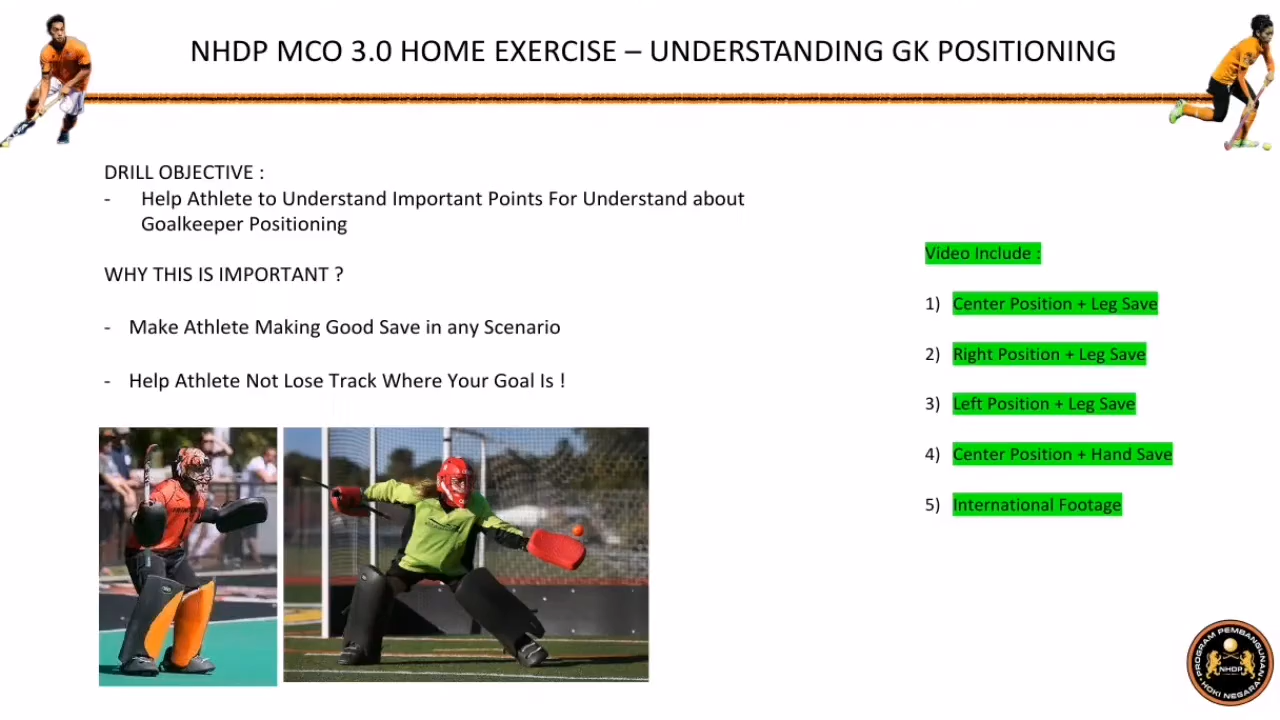 NHDP MCO 3.0 HOME EXERCISE – UNDERSTANDING GK POSITIONING
DRILL OBJECTIVE :
- Help Athlete to Understand Important Points For Understand about
Goalkeeper Positioning
WHY THIS IS IMPORTANT ?
- Make Athlete Making Good Save in any Scenario
- Help Athlete Not Lose Track Where Your Goal Is !
Video Include :
1) Center Position + Leg Save
2) Right Position + Leg Save
3) Left Position + Leg Save
4) Center Position + Hand Save
5) International Footage
PROGRAM PEMBANGUNAN
NHDP
HOKI NEGARA